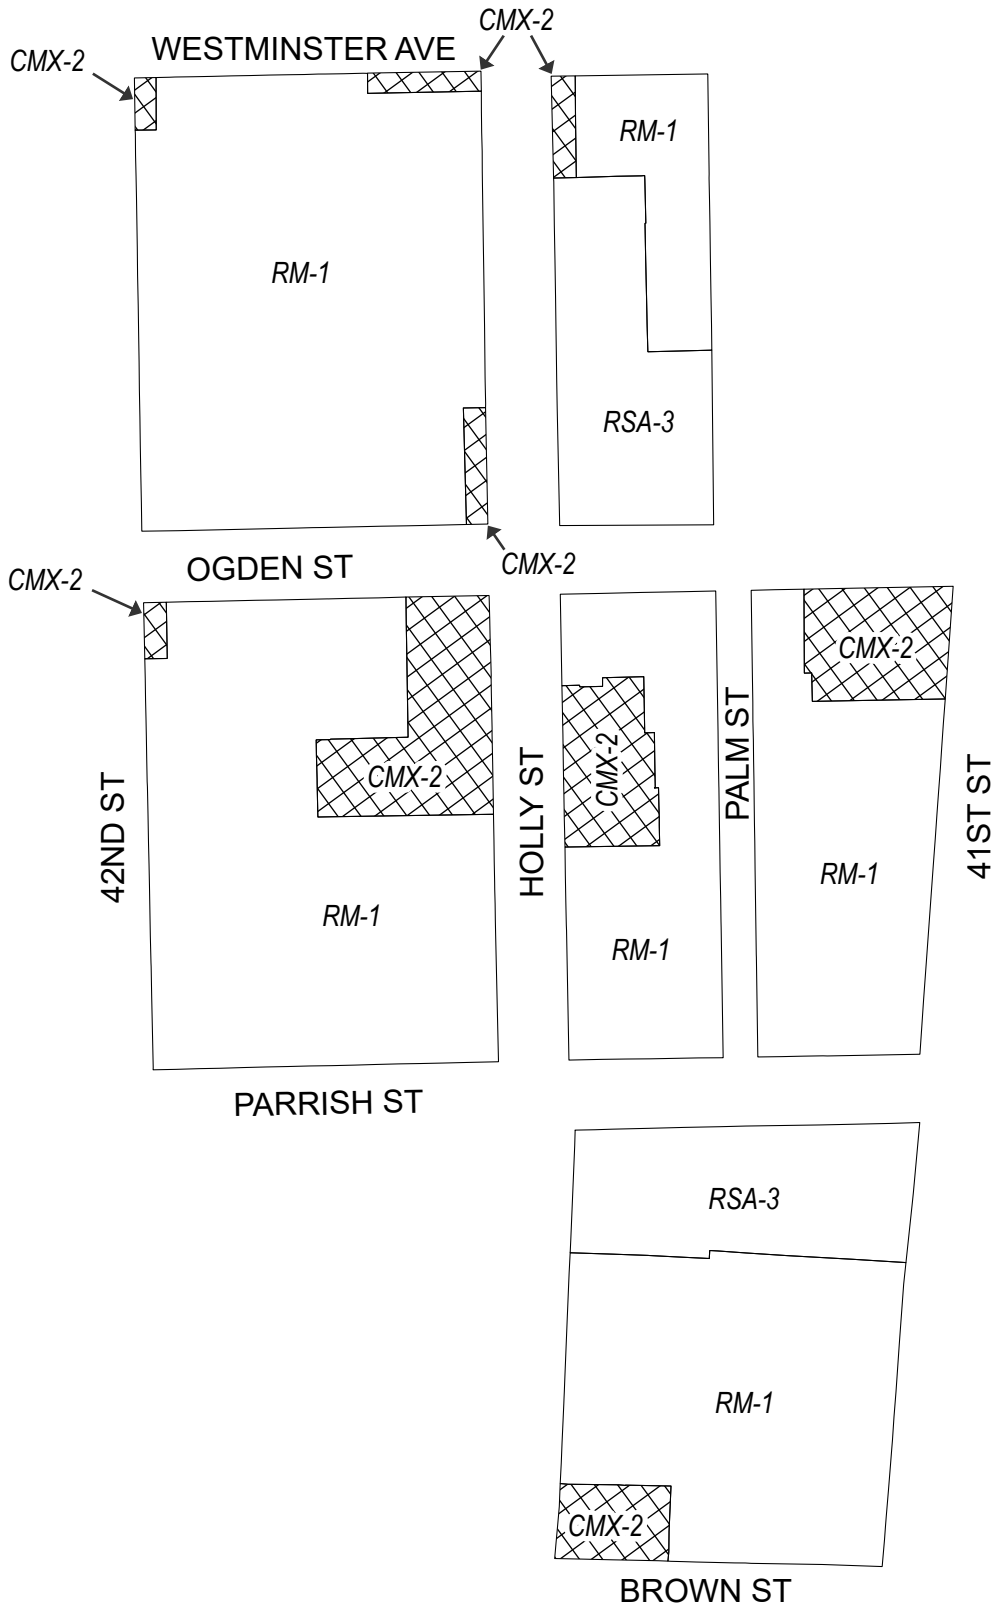 CMX-2
WESTMINSTER AVE
CMX-2
RM-1
RM-1
RSA-3
OGDEN ST
CMX-2
CMX-2
CMX-2
CMX-2
CMX-2
42ND ST
HOLLY ST
PALM ST
41ST ST
RM-1
RM-1
RM-1
PARRISH ST
RSA-3
RM-1
CMX-2
BROWN ST